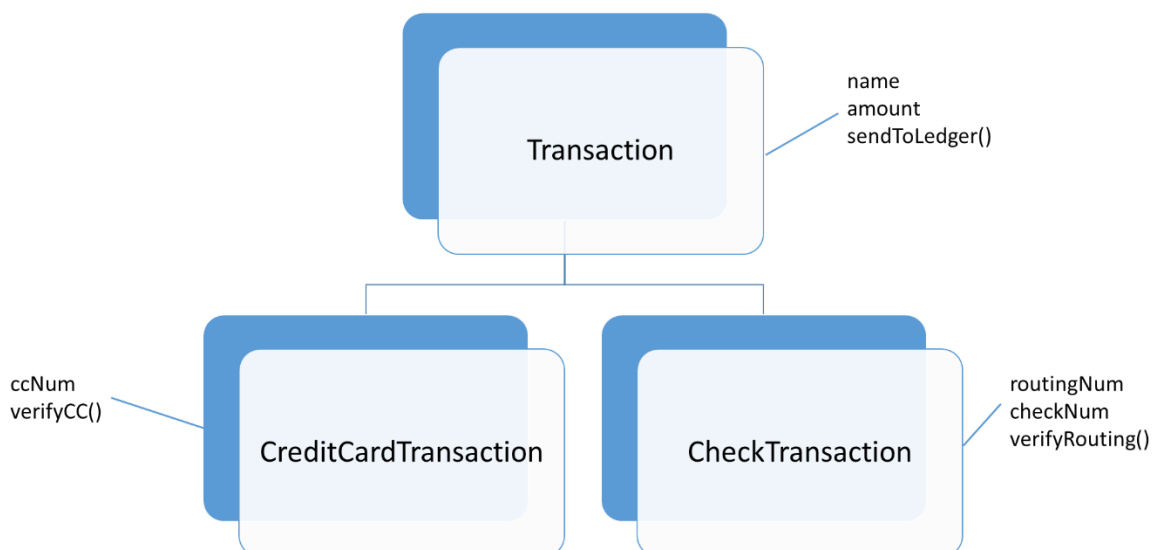 Transaction
name
amount
sendToLedger()
ccNum
verifyCC()
CreditCardTransaction
CheckTransaction
routingNum
checkNum
verifyRouting()